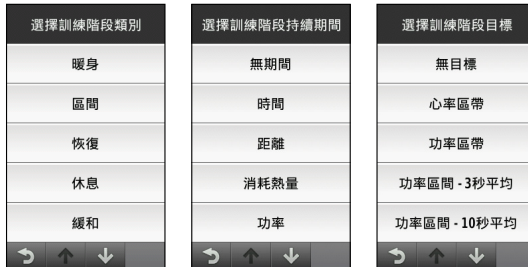 選擇訓練階段類別
暖身
區間
恢復
休息
緩和
選擇訓練階段持續期間
無期間
時間
距離
消耗熱量
功率
選擇訓練階段目標
無目標
心率區帶
功率區帶
功率區間 - 3秒平均
功率區間 - 10秒平均